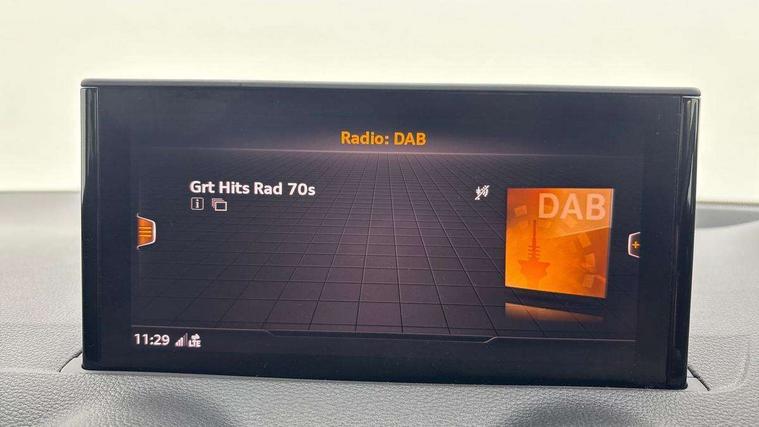 Radio: DAB
Grt Hits Rad 70s
DAB
11:29 LTE